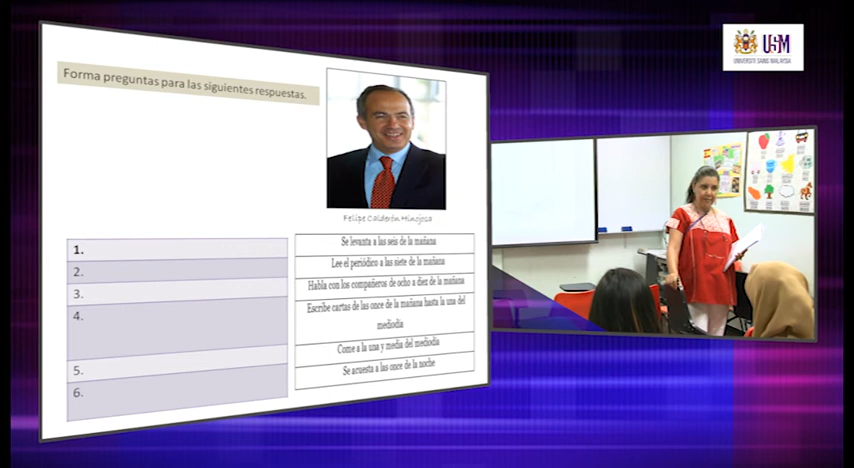 Forma preguntas para las siguientes respuestas.
Felipe Calderón Hinojosa
1.
Se levanta a las seis de la mañana
2.
Lee el periódico a las siete de la mañana
3.
Habla con los compañeros de ocho a diez de la mañana
4.
Escribe cartas de las once de la mañana hasta la una del
mediodía
5.
Come a la una y media del mediodía
6.
Se acuesta a las once de la noche
USM
UNIVERSITI SAINS MALAYSIA